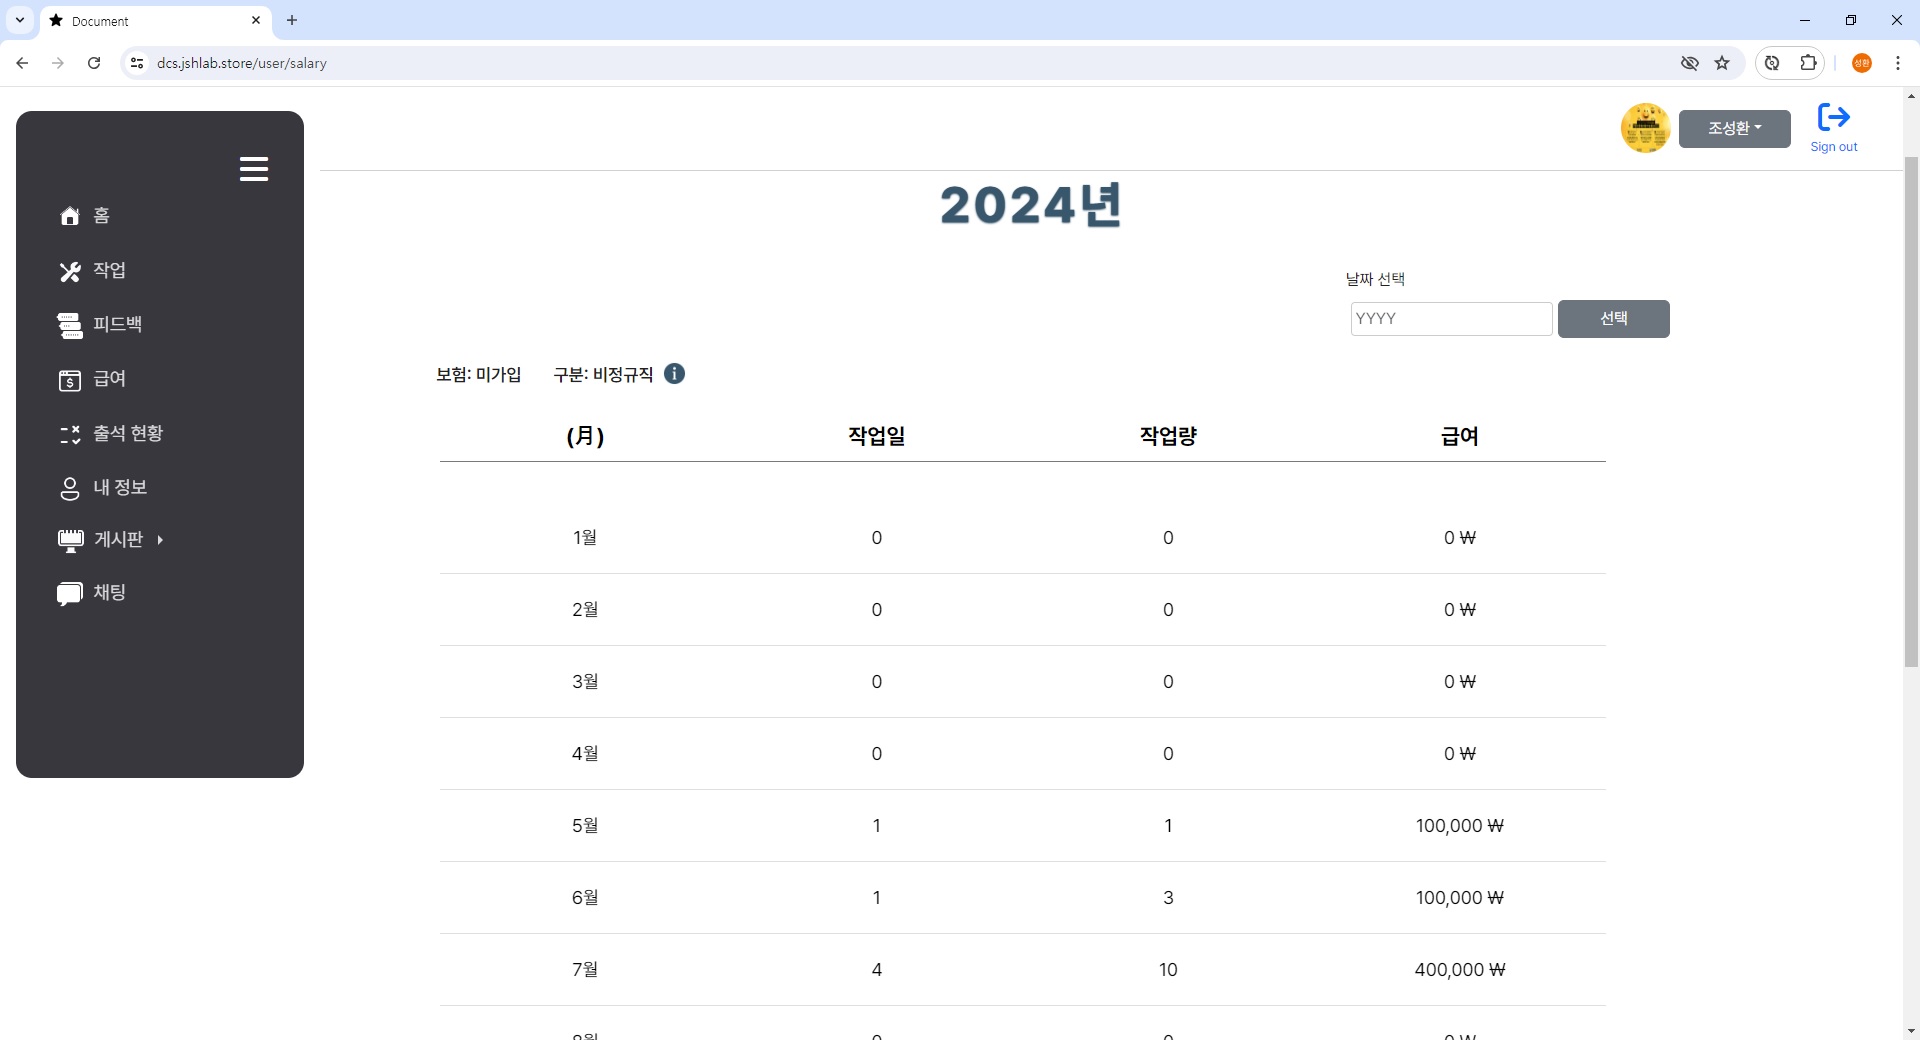 Document
dcs.jshlab.store/user/salary
성환
조성환
Sign out
홈
작업
피드백
급여
출석 현황
내 정보
게시판
채팅
2024년
날짜 선택
YYYY 선택
보험: 미가입 구분: 비정규직
(月) 작업일 작업량 급여
1월 0 0 0 ₩
2월 0 0 0 ₩
3월 0 0 0 ₩
4월 0 0 0 ₩
5월 1 1 100,000 ₩
6월 1 3 100,000 ₩
7월 4 10 400,000 ₩